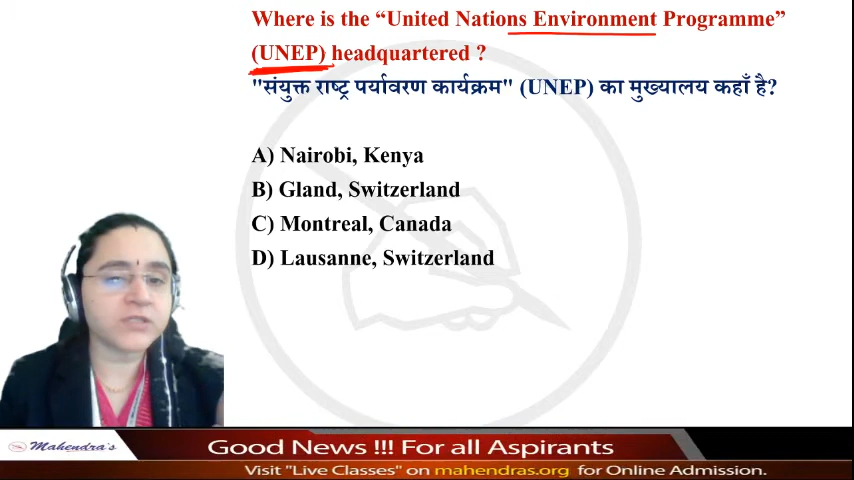 Where is the “United Nations Environment Programme”
(UNEP) headquartered ?
"संयुक्त राष्ट्र पर्यावरण कार्यक्रम" (UNEP) का मुख्यालय कहाँ है?
A) Nairobi, Kenya
B) Gland, Switzerland
C) Montreal, Canada
D) Lausanne, Switzerland
Mahendra's
Good News !!! For all Aspirants
Visit "Live Classes" on mahendras.org for Online Admission.